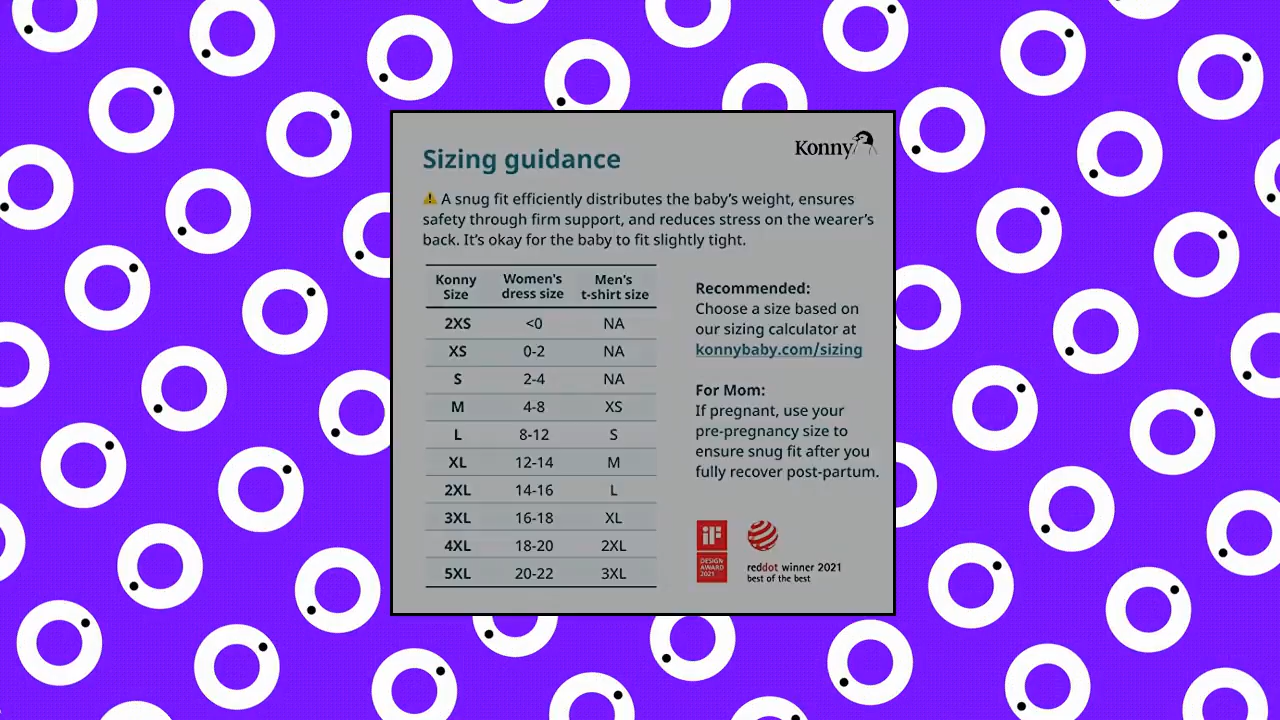 Konny
Sizing guidance
⚠ A snug fit efficiently distributes the baby's weight, ensures
safety through firm support, and reduces stress on the wearer's
back. It's okay for the baby to fit slightly tight.
Konny Size | Women's dress size | Men's t-shirt size
2XS <0 NA
XS 0-2 NA
S 2-4 NA
M 4-8 XS
L 8-12 S
XL 12-14 M
2XL 14-16 L
3XL 16-18 XL
4XL 18-20 2XL
5XL 20-22 3XL
Recommended:
Choose a size based on
our sizing calculator at
konnybaby.com/sizing
For Mom:
If pregnant, use your
pre-pregnancy size to
ensure snug fit after you
fully recover post-partum.
iF
DESIGN
AWARD
2021
reddot winner 2021
best of the best